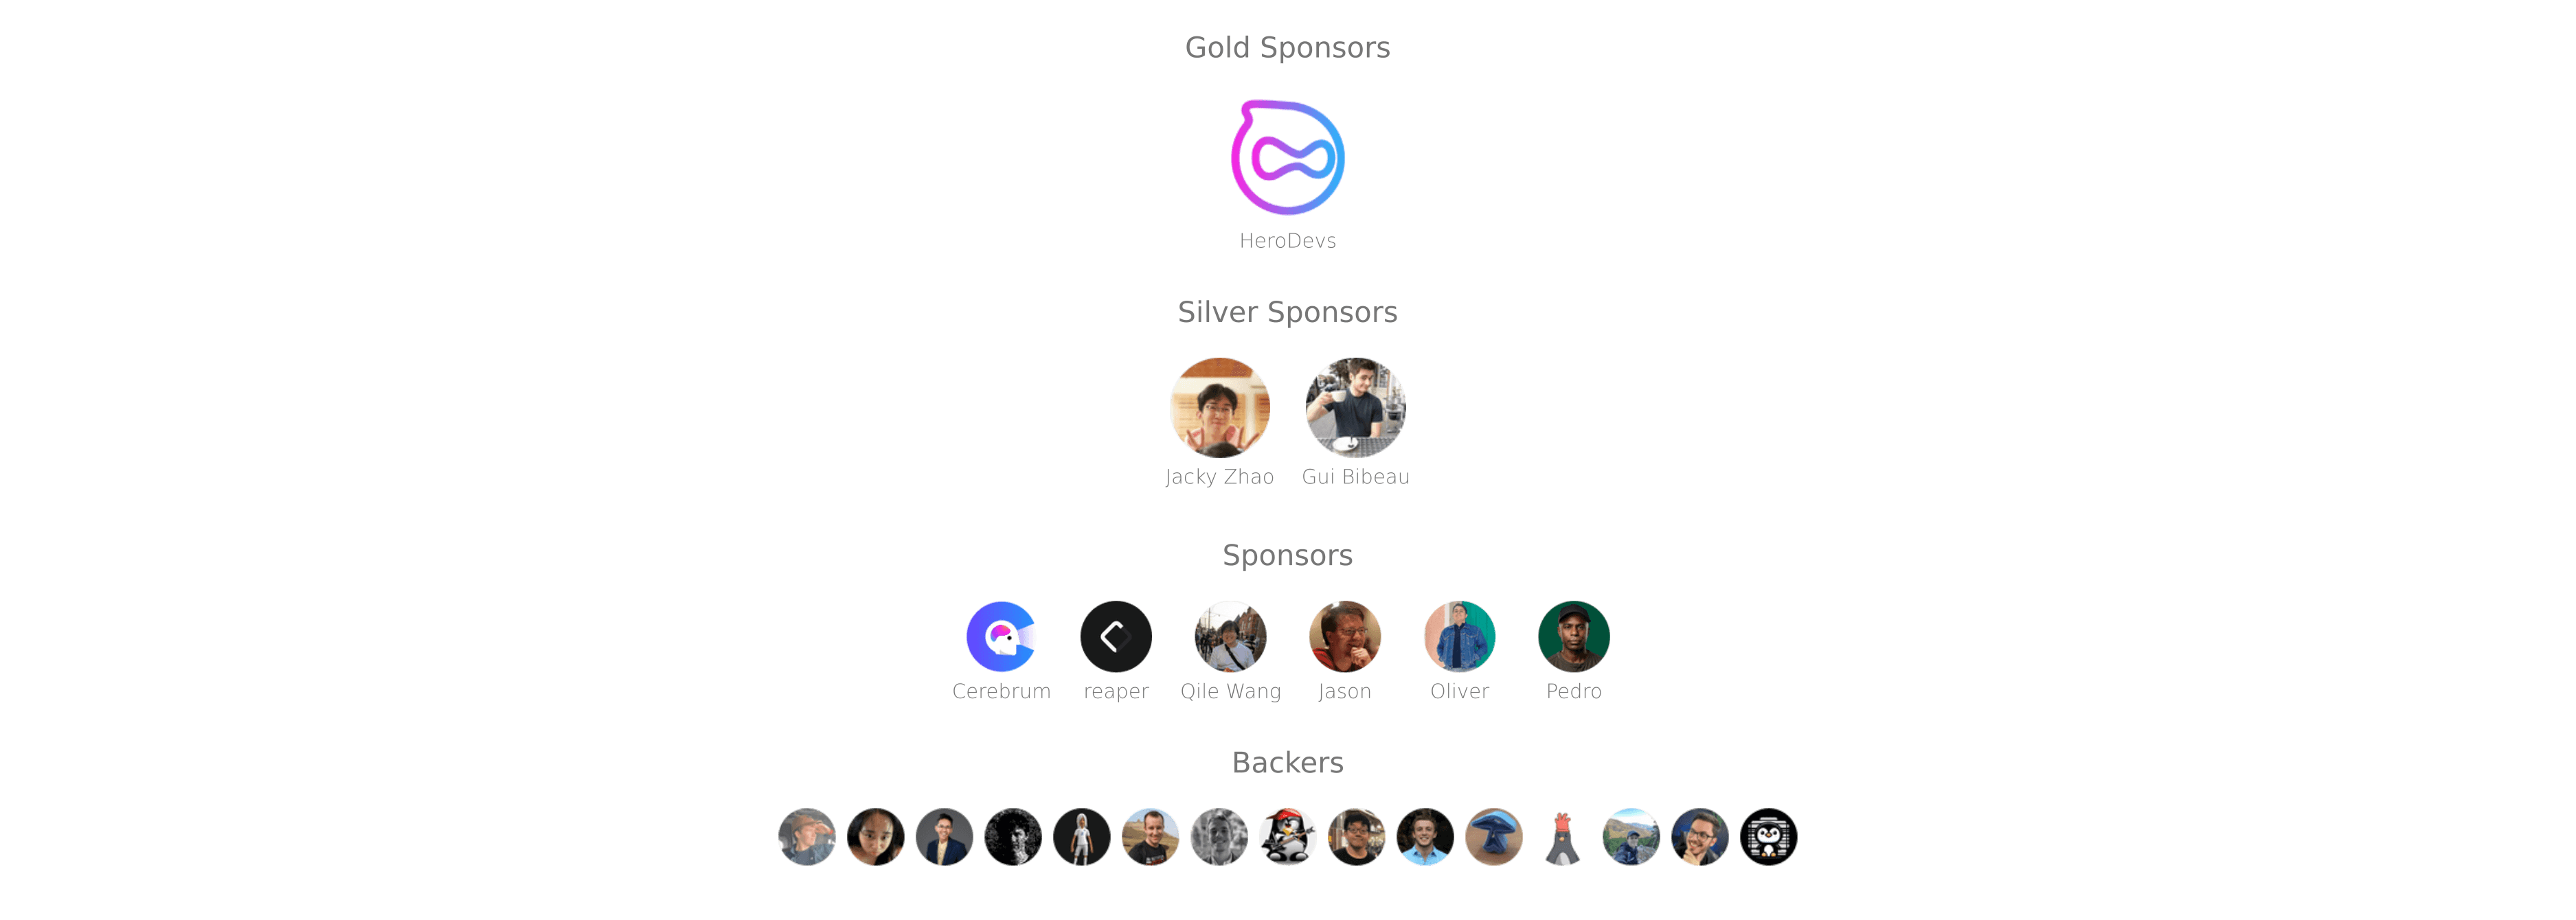 Gold Sponsors
HeroDevs
Silver Sponsors
Jacky Zhao Gui Bibeau
Sponsors
Cerebrum reaper Qile Wang Jason Oliver Pedro
Backers